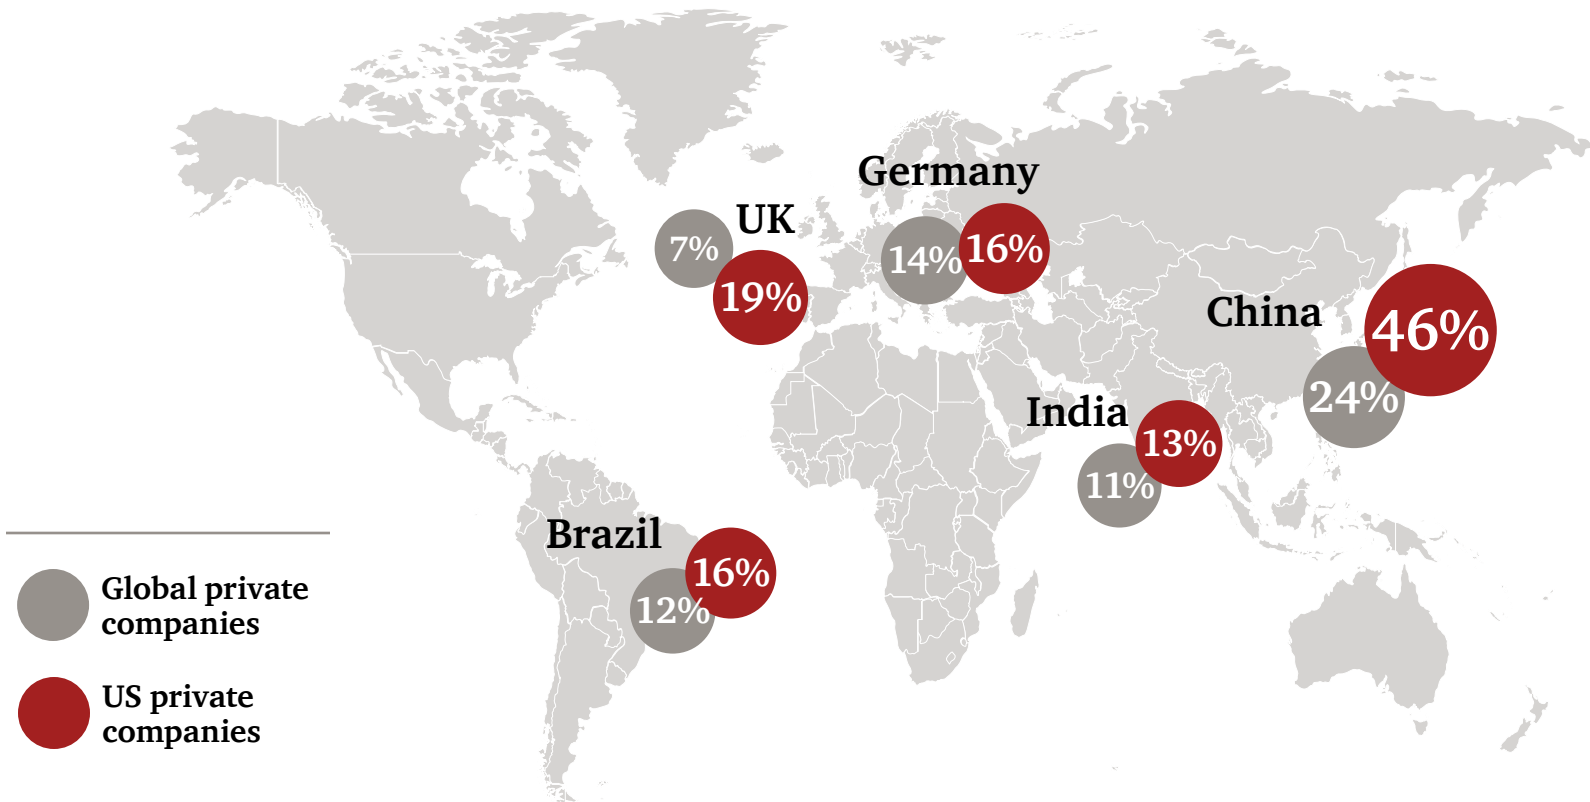 Germany
14%
16%
UK
7%
19%
China
46%
24%
India
13%
11%
Brazil
16%
12%
Global private
companies
US private
companies